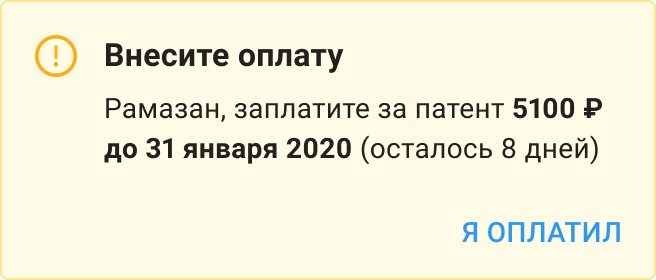 Внесите оплату
Рамазан, заплатите за патент 5100 ₽
до 31 января 2020 (осталось 8 дней)
Я ОПЛАТИЛ